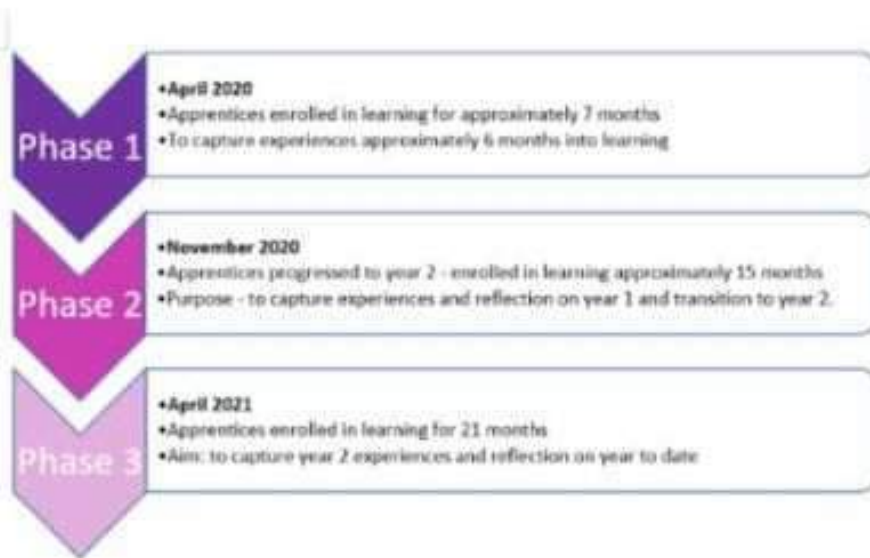 Phase 1
•April 2020
•Apprentices enrolled in learning for approximately 7 months
•To capture experiences approximately 6 months into learning
Phase 2
•November 2020
•Apprentices progressed to year 2 - enrolled in learning approximately 15 months
•Purpose - to capture experiences and reflection on year 1 and transition to year 2.
Phase 3
•April 2021
•Apprentices enrolled in learning for 21 months
•Aim: to capture year 2 experiences and reflection on year to date